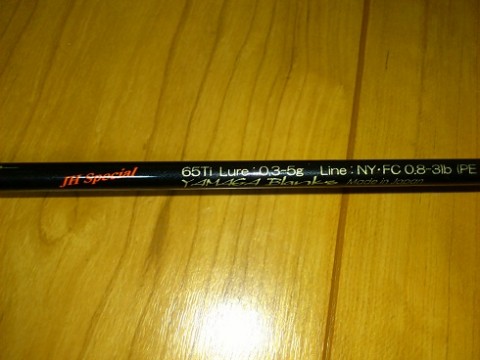 JH Special
65Ti Lure : 0.3-5g Line : NY・FC 0.8-3lb (PE
YAMAGA Blanks Made in Japan